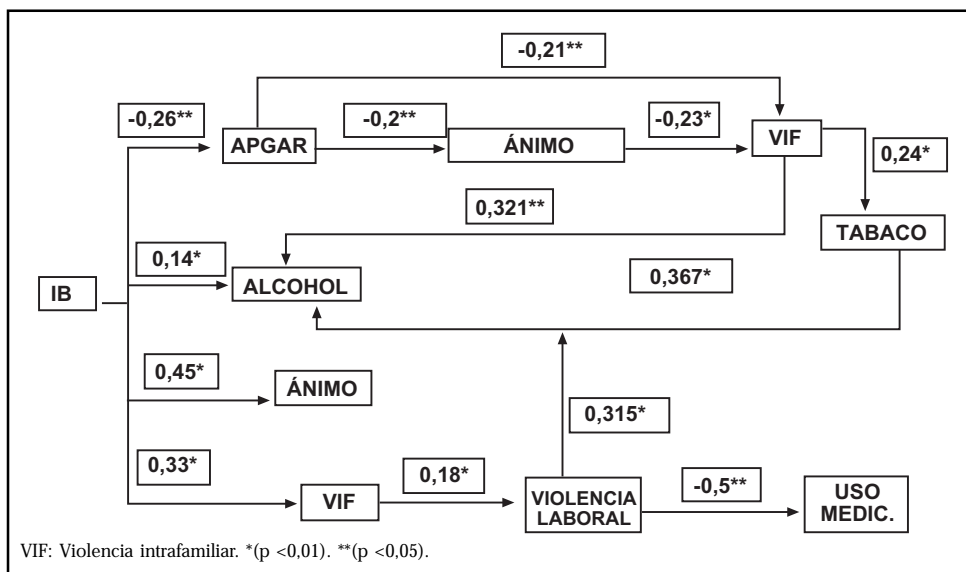 -0,21**
-0,26**
-0,2**
-0,23*
APGAR
ÁNIMO
VIF
0,24*
0,321**
TABACO
0,14*
0,367*
IB
ALCOHOL
0,45*
ÁNIMO
0,315*
0,33*
0,18*
-0,5**
VIF
VIOLENCIA
LABORAL
USO
MEDIC.
VIF: Violencia intrafamiliar. *(p <0,01). **(p <0,05).